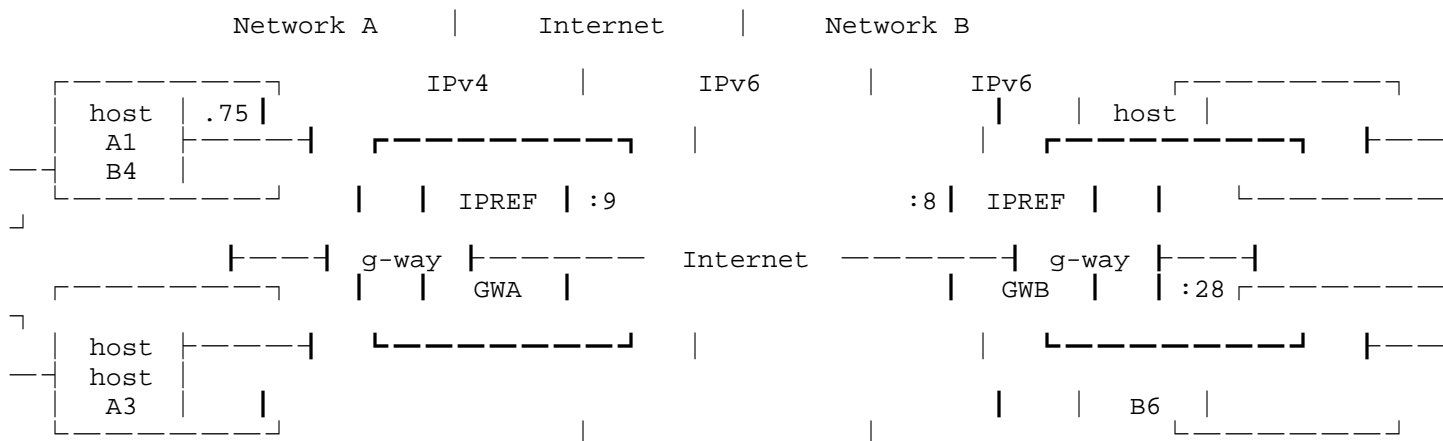 Network A Internet Network B
IPv4 IPv6 IPv6
host .75 host
A1
B4
IPREF :9 :8 IPREF
g-way Internet g-way
GWA GWB :28
host
host
A3 B6